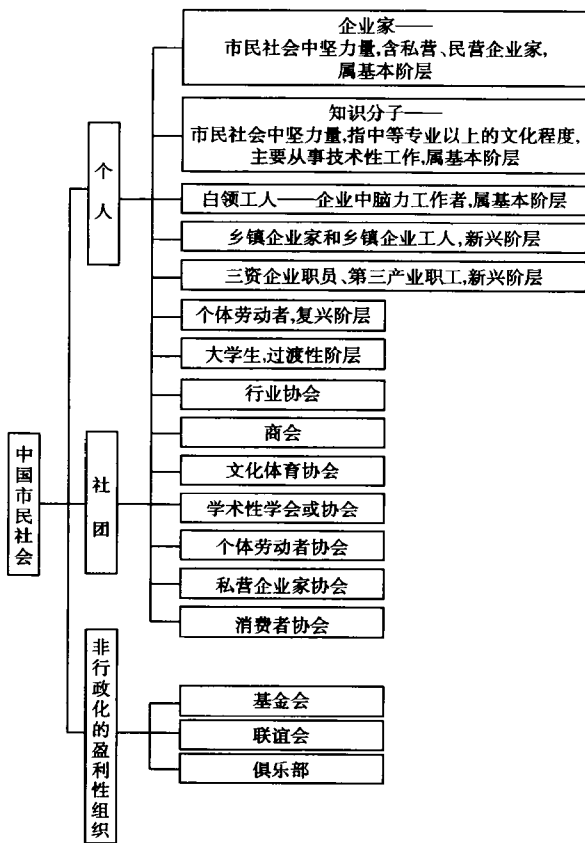 中国市民社会
个人
企业家——
市民社会中坚力量,含私营、民营企业家,
属基本阶层
知识分子——
市民社会中坚力量,指中等专业以上的文化程度,
主要从事技术性工作,属基本阶层
白领工人——企业中脑力工作者,属基本阶层
乡镇企业家和乡镇企业工人,新兴阶层
三资企业职员、第三产业职工,新兴阶层
个体劳动者,复兴阶层
大学生,过渡性阶层
社团
行业协会
商会
文化体育协会
学术性学会或协会
个体劳动者协会
私营企业家协会
消费者协会
非行政化的盈利性组织
基金会
联谊会
俱乐部